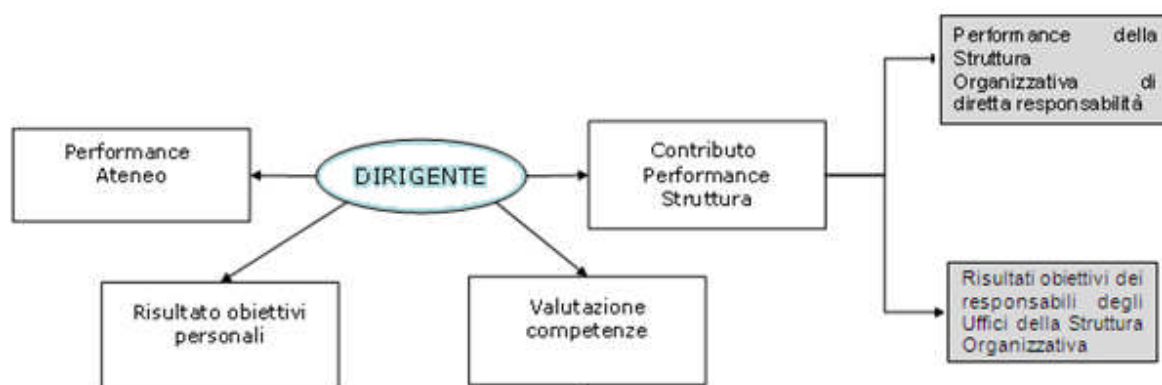 Performance della
Struttura
Organizzativa di
diretta responsabilità
Performance
Ateneo
DIRIGENTE
Contributo
Performance
Struttura
Risultato obiettivi
personali
Valutazione
competenze
Risultati obiettivi dei
responsabili degli
Uffici della Struttura
Organizzativa